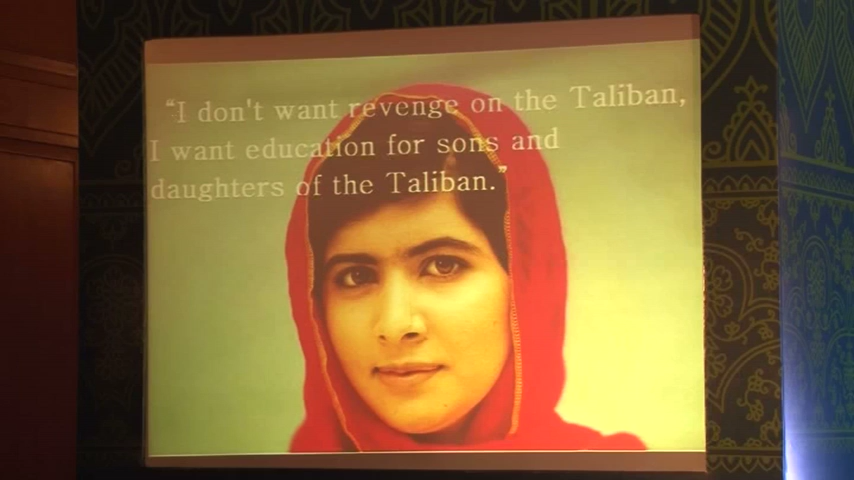 “I don't want revenge on the Taliban,
I want education for sons and
daughters of the Taliban.”